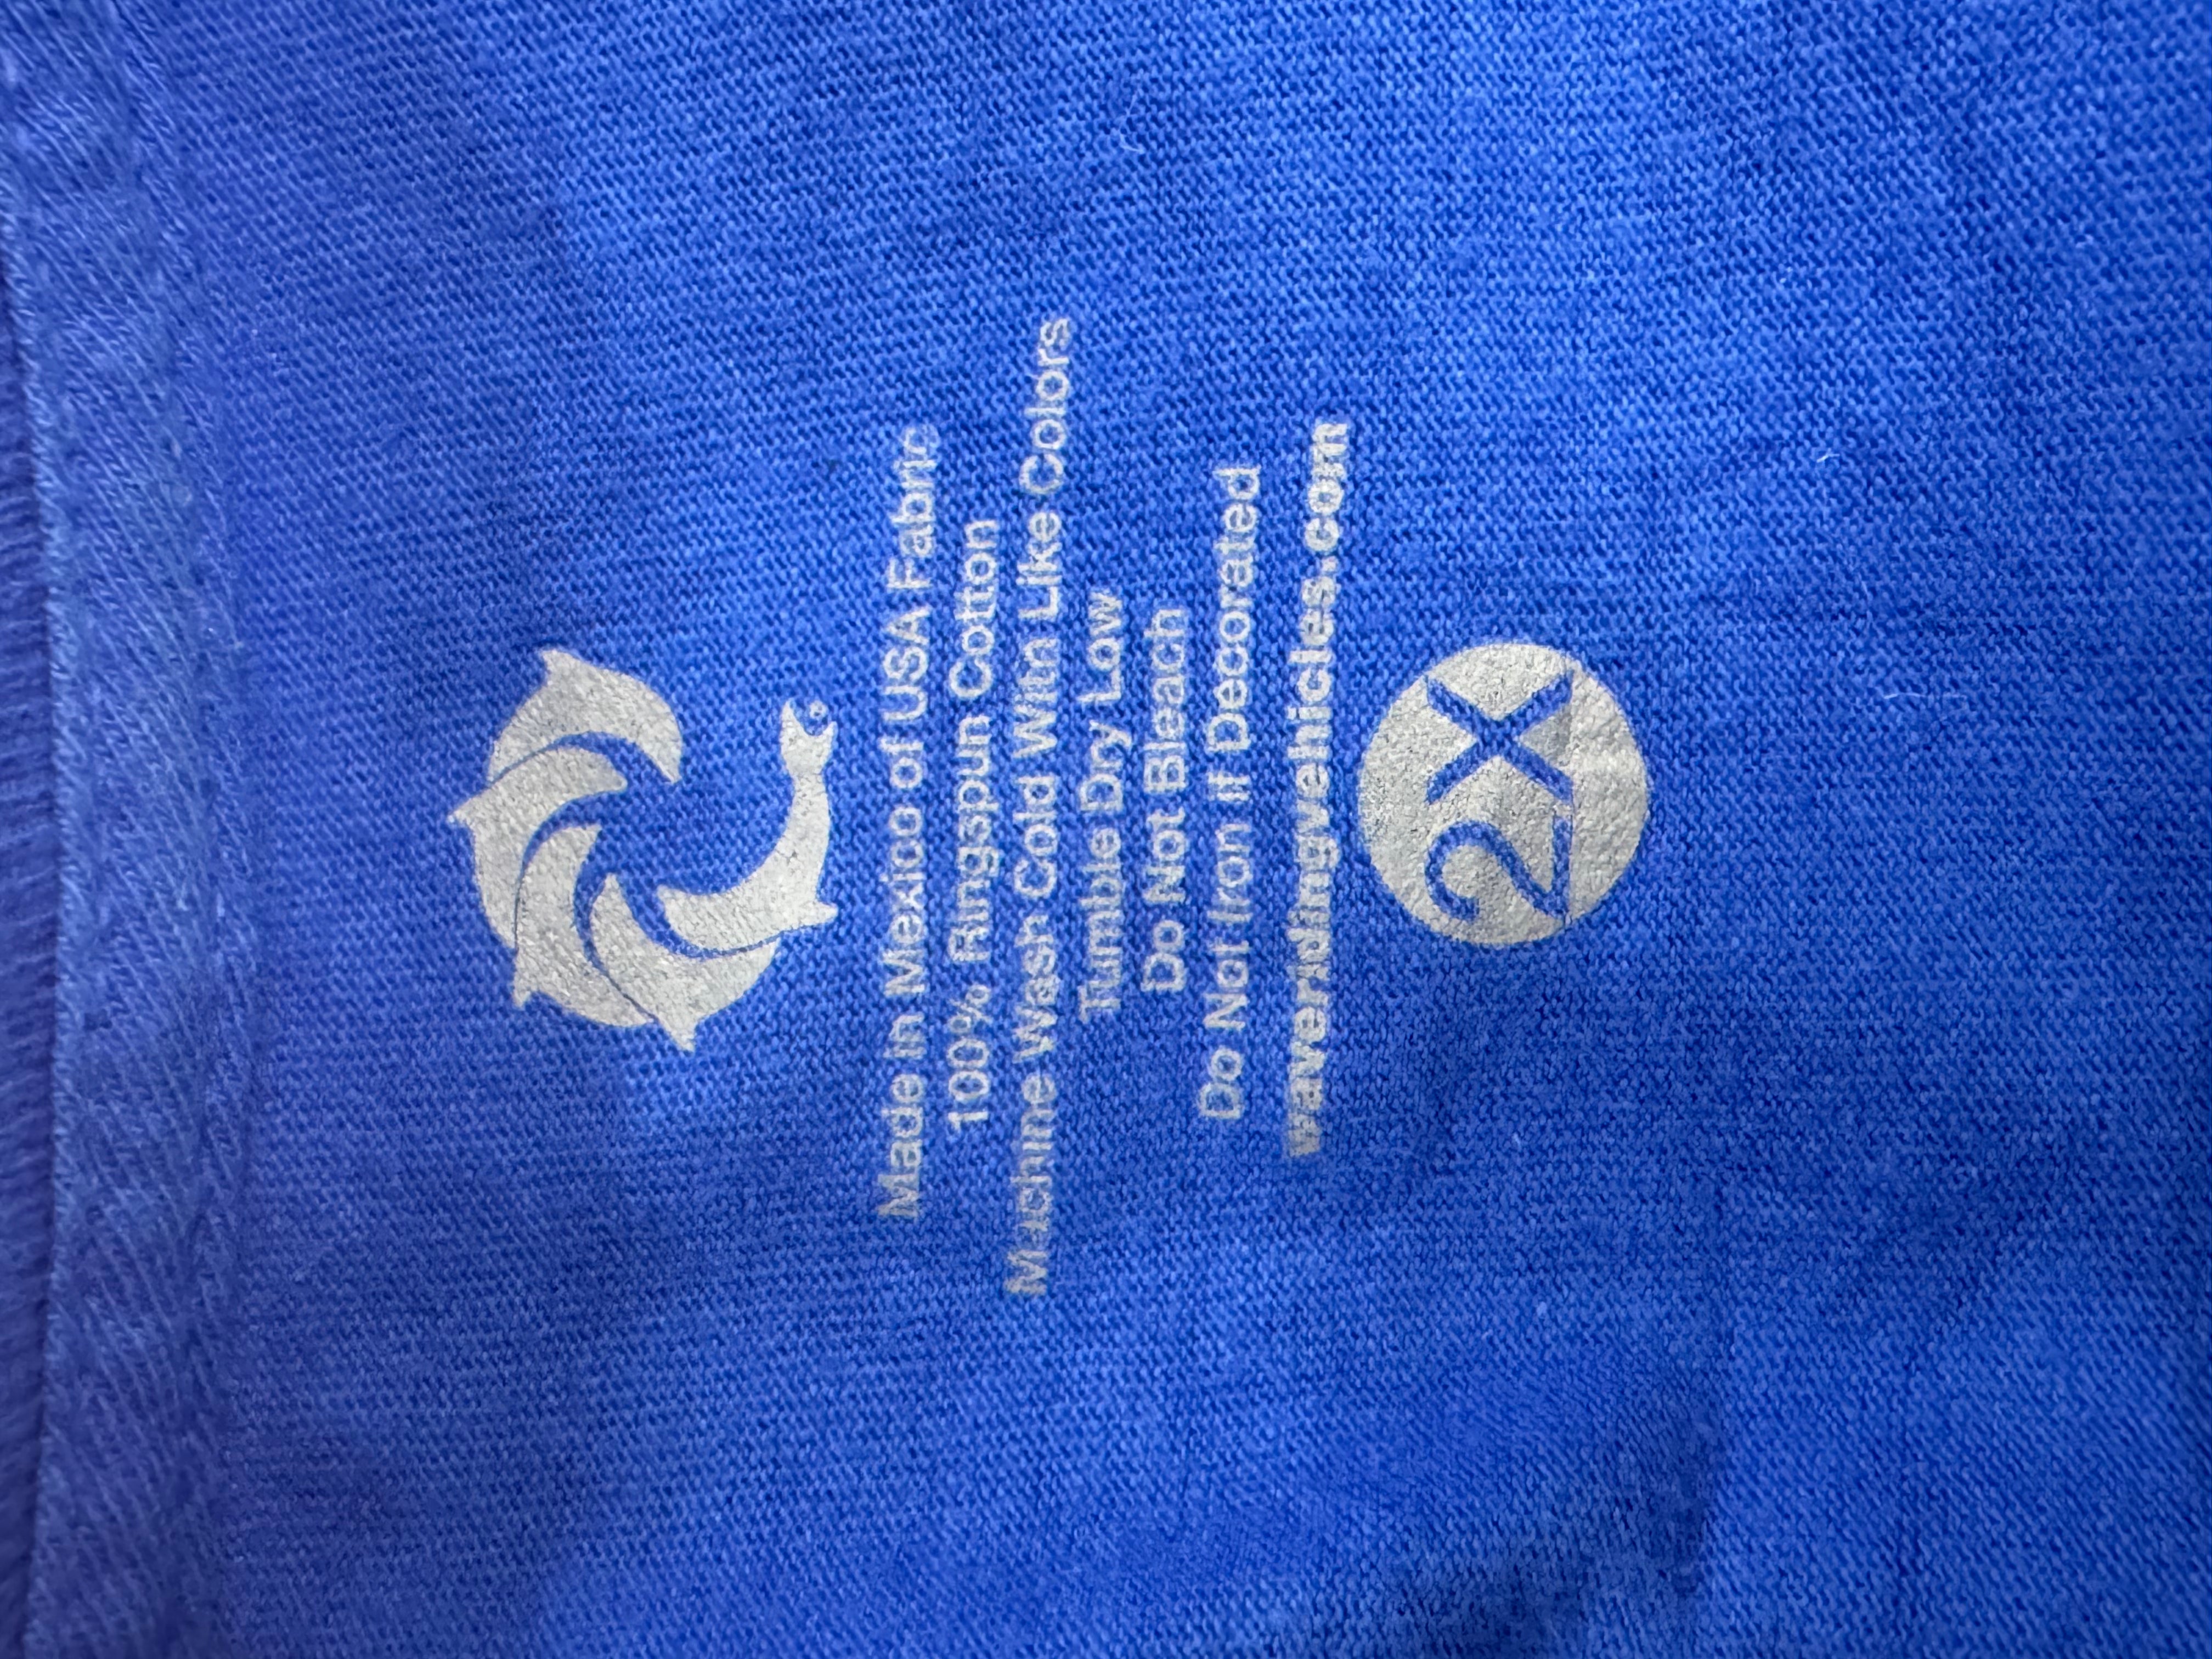 Made in Mexico of USA Fabric
100% Ringspun Cotton
Machine Wash Cold With Like Colors
Tumble Dry Low
Do Not Bleach
Do Not Iron If Decorated
waveridingvehicles.com
2X